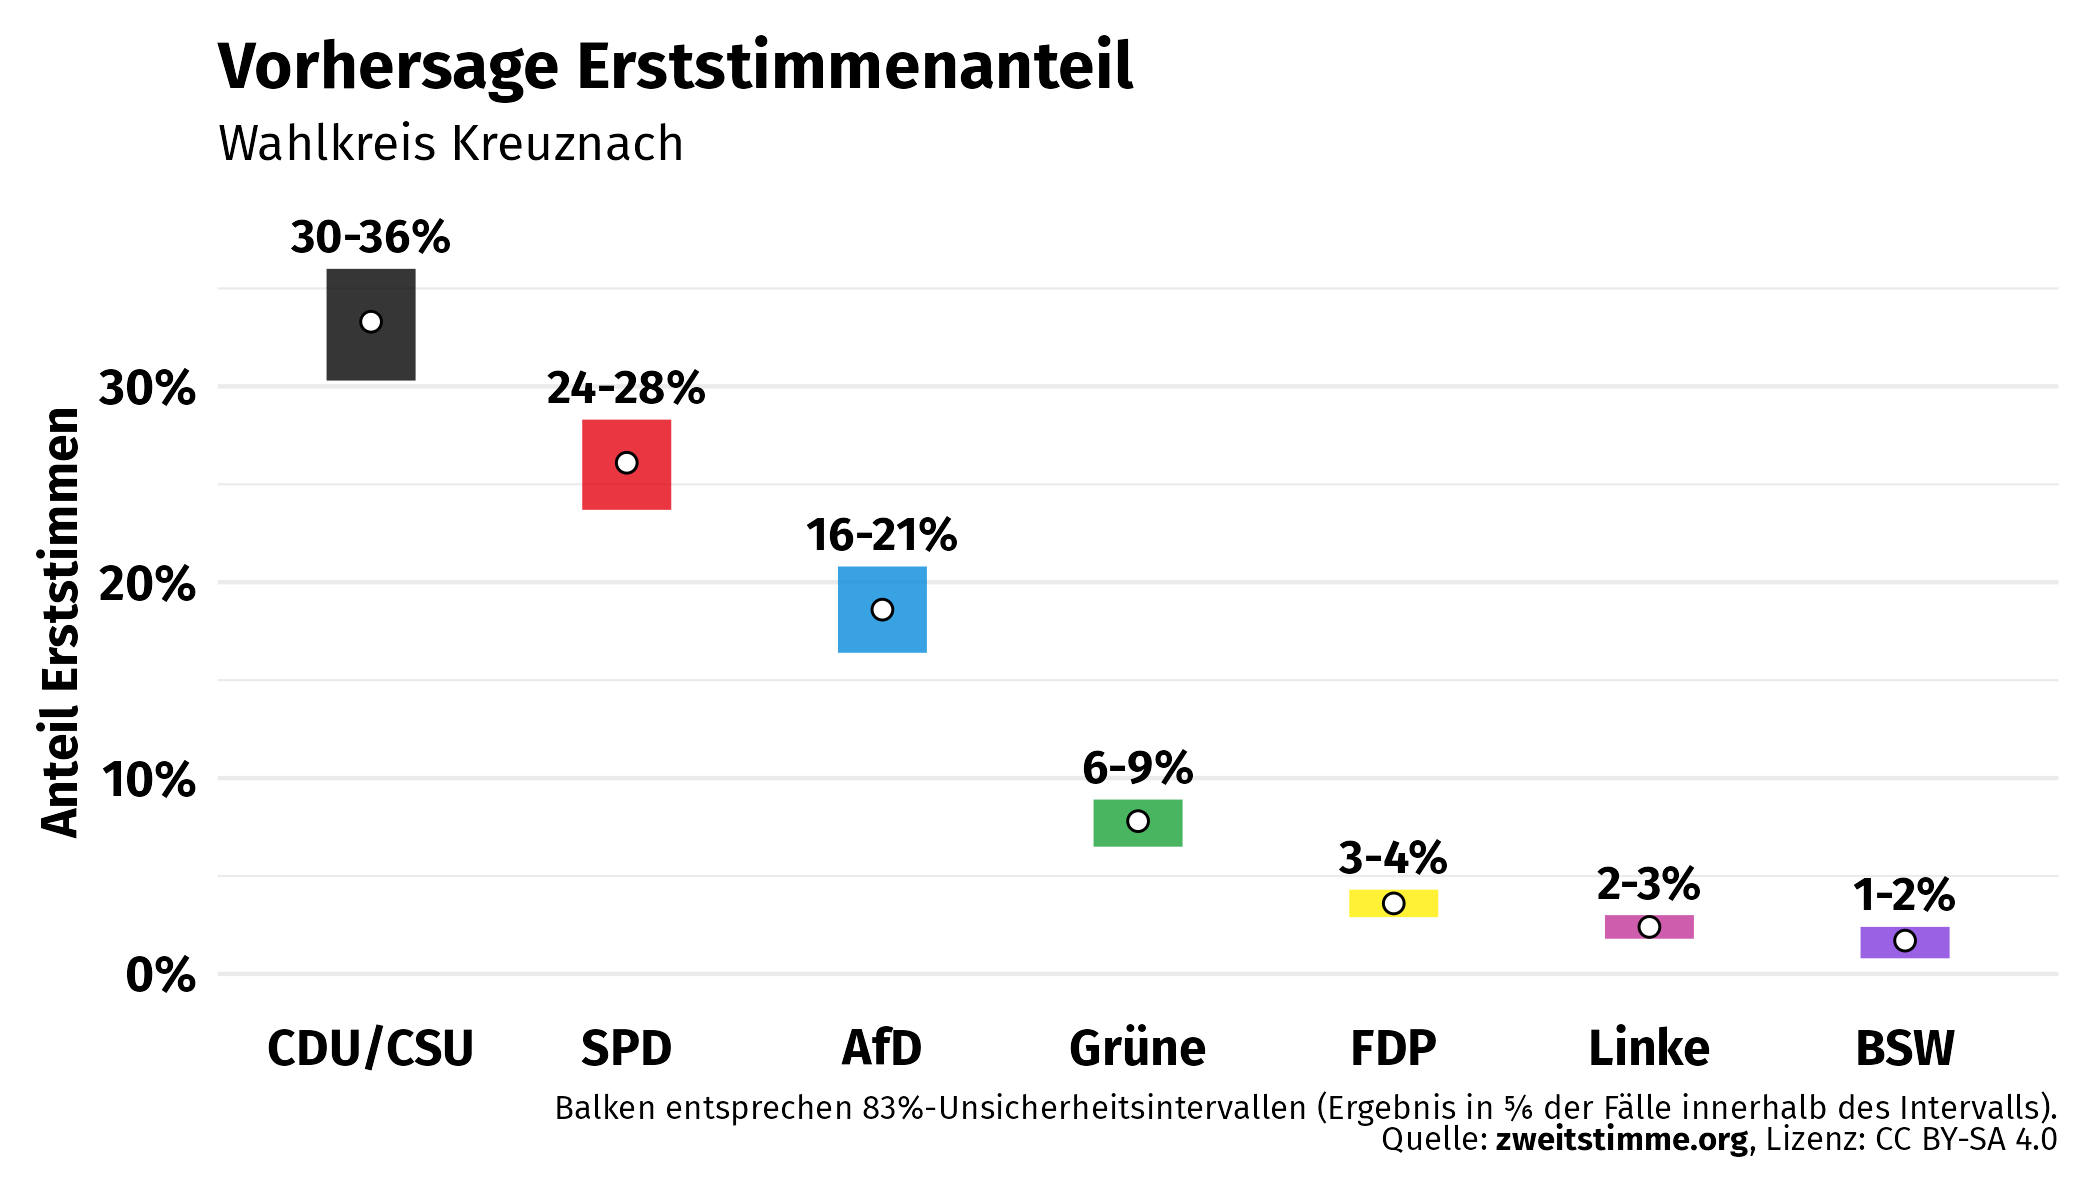 Vorhersage Erststimmenanteil
Wahlkreis Kreuznach
30-36%
24-28%
16-21%
6-9%
3-4%
2-3%
1-2%
Anteil Erststimmen
30%
20%
10%
0%
CDU/CSU SPD AfD Grüne FDP Linke BSW
Balken entsprechen 83%-Unsicherheitsintervallen (Ergebnis in ⅚ der Fälle innerhalb des Intervalls).
Quelle: zweitstimme.org, Lizenz: CC BY-SA 4.0